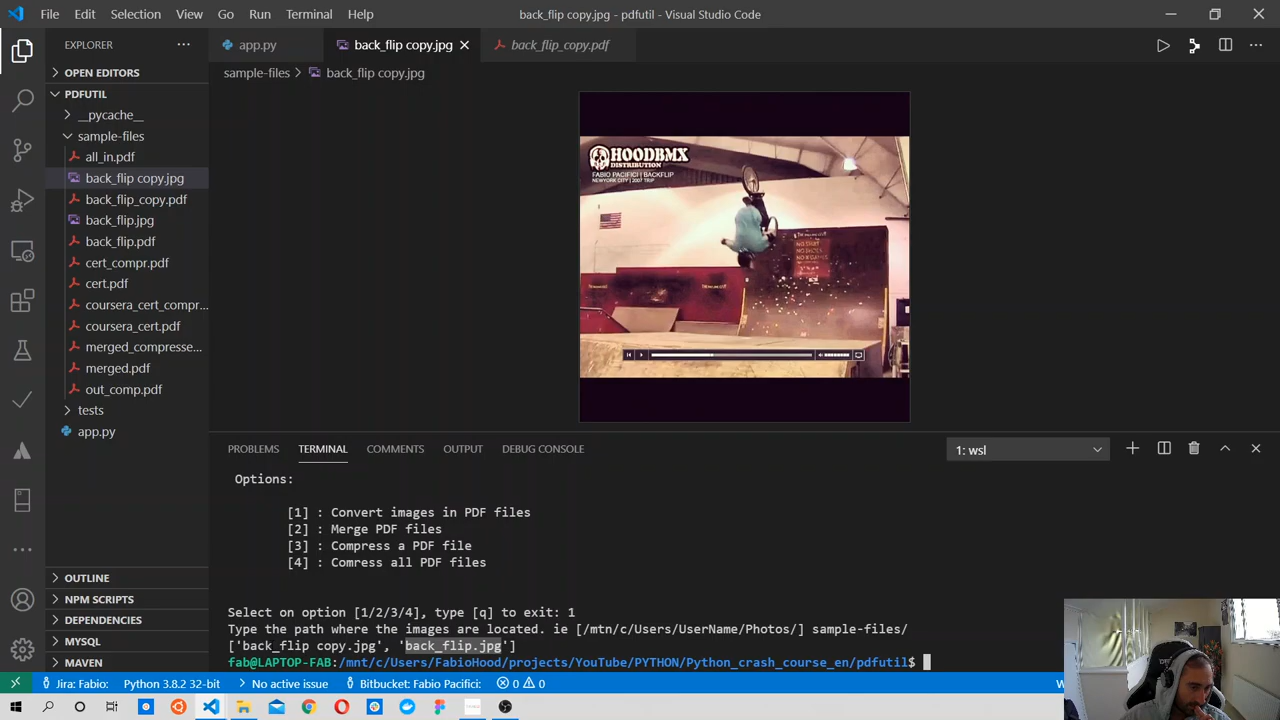 File Edit Selection View Go Run Terminal Help
back_flip copy.jpg - pdfutil - Visual Studio Code
EXPLORER
app.py
back_flip copy.jpg
back_flip_copy.pdf
OPEN EDITORS
sample-files > back_flip copy.jpg
PDFUTIL
__pycache__
sample-files
all_in.pdf
back_flip copy.jpg
back_flip_copy.pdf
back_flip.jpg
back_flip.pdf
cert_compr.pdf
cert.pdf
coursera_cert_compr...
coursera_cert.pdf
merged_compresse...
merged.pdf
out_comp.pdf
tests
app.py
OUTLINE
NPM SCRIPTS
DEPENDENCIES
MYSQL
MAVEN
HOODBMX
DISTRIBUTION
FABIO PACIFICI | BACKFLIP
NEWYORK CITY | 2007 TRIP
PROBLEMS TERMINAL COMMENTS OUTPUT DEBUG CONSOLE
1: wsl
Options:
[1] : Convert images in PDF files
[2] : Merge PDF files
[3] : Compress a PDF file
[4] : Comress all PDF files
Select on option [1/2/3/4], type [q] to exit: 1
Type the path where the images are located. ie [/mtn/c/Users/UserName/Photos/] sample-files/
['back_flip copy.jpg', 'back_flip.jpg']
fab@LAPTOP-FAB:/mnt/c/Users/FabioHood/projects/YouTube/PYTHON/Python_crash_course_en/pdfutil$
Jira: Fabio: Python 3.8.2 32-bit No active issue Bitbucket: Fabio Pacifici: 0 0